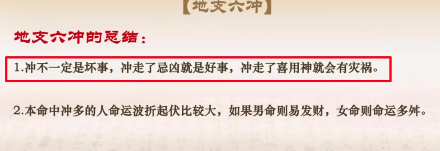 【地支六冲】
地支六冲的总结：
1.冲不一定是坏事，冲走了忌凶就是好事，冲走了喜用神就会有灾祸。
2.本命中冲多的人命运波折起伏比较大，如果男命则易发财，女命则命运多舛。